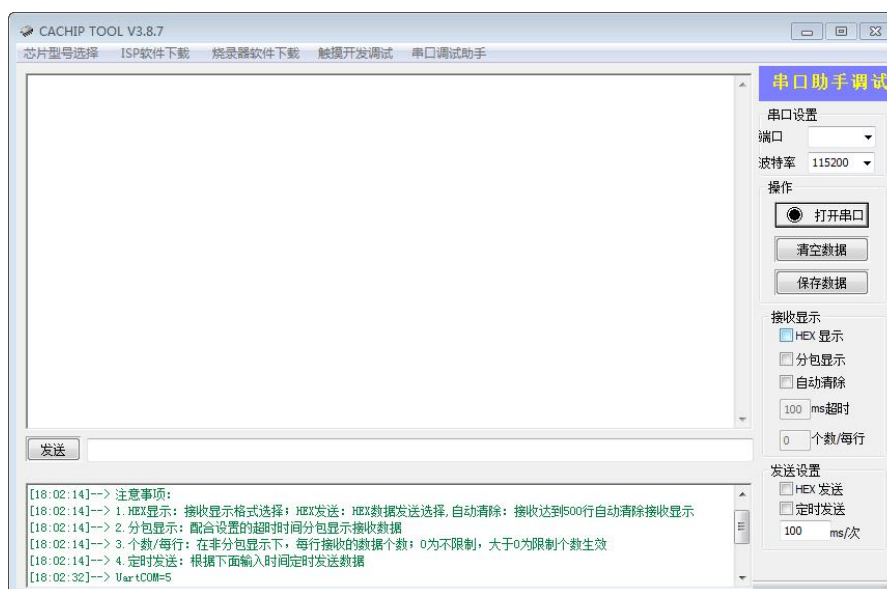 CACHIP TOOL V3.8.7
芯片型号选择 ISP软件下载 烧录器软件下载 触摸开发调试 串口调试助手
串口助手调试
串口设置
端口
波特率 115200
操作
打开串口
清空数据
保存数据
接收显示
HEX 显示
分包显示
自动清除
100 ms超时
0 个数/每行
发送
发送设置
HEX 发送
定时发送
100 ms/次
[18:02:14]--> 注意事项:
[18:02:14]--> 1.HEX显示: 接收显示格式选择; HEX发送: HEX数据发送选择,自动清除: 接收达到500行自动清除接收显示
[18:02:14]--> 2.分包显示: 配合设置的超时时间分包显示接收数据
[18:02:14]--> 3.个数/每行: 在非分包显示下, 每行接收的数据个数; 0为不限制, 大于0为限制个数生效
[18:02:14]--> 4.定时发送: 根据下面输入时间定时发送数据
[18:02:32]--> UartCOM=5